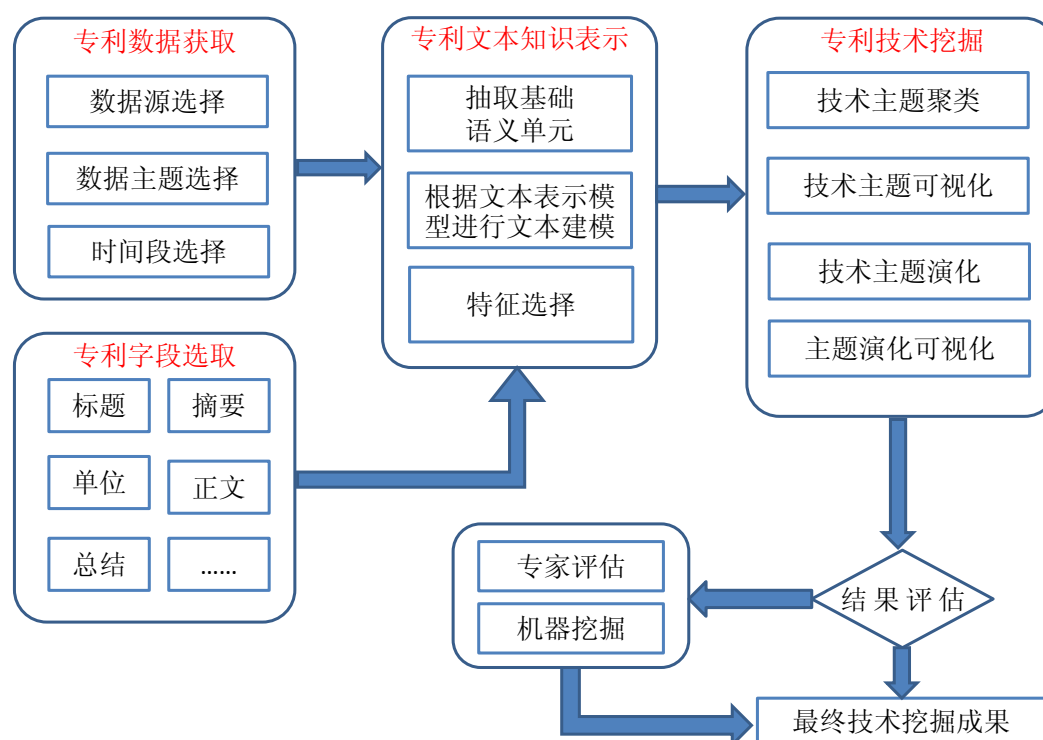 专利数据获取
数据源选择
数据主题选择
时间段选择
专利字段选取
标题
摘要
单位
正文
总结
......
专利文本知识表示
抽取基础
语义单元
根据文本表示模
型进行文本建模
特征选择
专利技术挖掘
技术主题聚类
技术主题可视化
技术主题演化
主题演化可视化
结果评估
专家评估
机器挖掘
最终技术挖掘成果